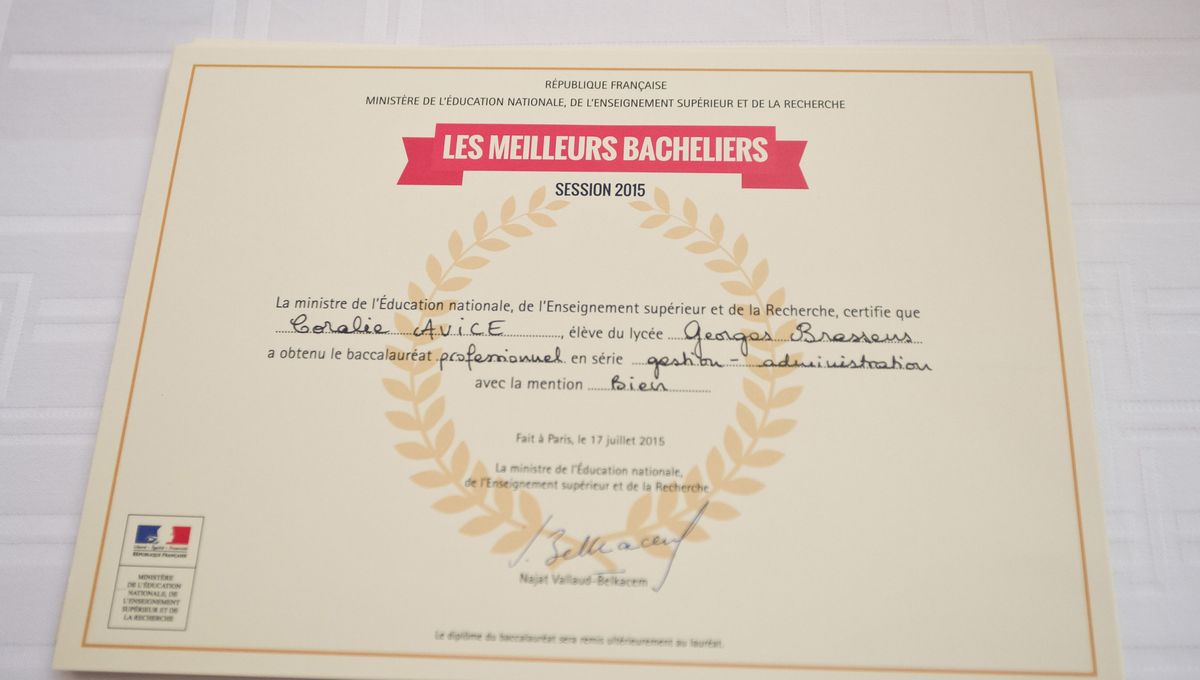 RÉPUBLIQUE FRANÇAISE
MINISTÈRE DE L'ÉDUCATION NATIONALE, DE L'ENSEIGNEMENT SUPÉRIEUR ET DE LA RECHERCHE
LES MEILLEURS BACHELIERS
SESSION 2015
La ministre de l'Éducation nationale, de l'Enseignement supérieur et de la Recherche, certifie que
Coralie AVICE, élève du lycée Georges Brassens
a obtenu le baccalauréat professionnel en série gestion - administration
avec la mention Bien
Fait à Paris, le 17 juillet 2015
La ministre de l'Éducation nationale,
de l'Enseignement supérieur et de la Recherche
Belkacem
Najat Vallaud-Belkacem
Liberté • Égalité • Fraternité
RÉPUBLIQUE FRANÇAISE
MINISTÈRE
DE L'ÉDUCATION
NATIONALE, DE
L'ENSEIGNEMENT
SUPÉRIEUR ET DE
LA RECHERCHE
Le diplôme du baccalauréat sera remis ultérieurement au lauréat.